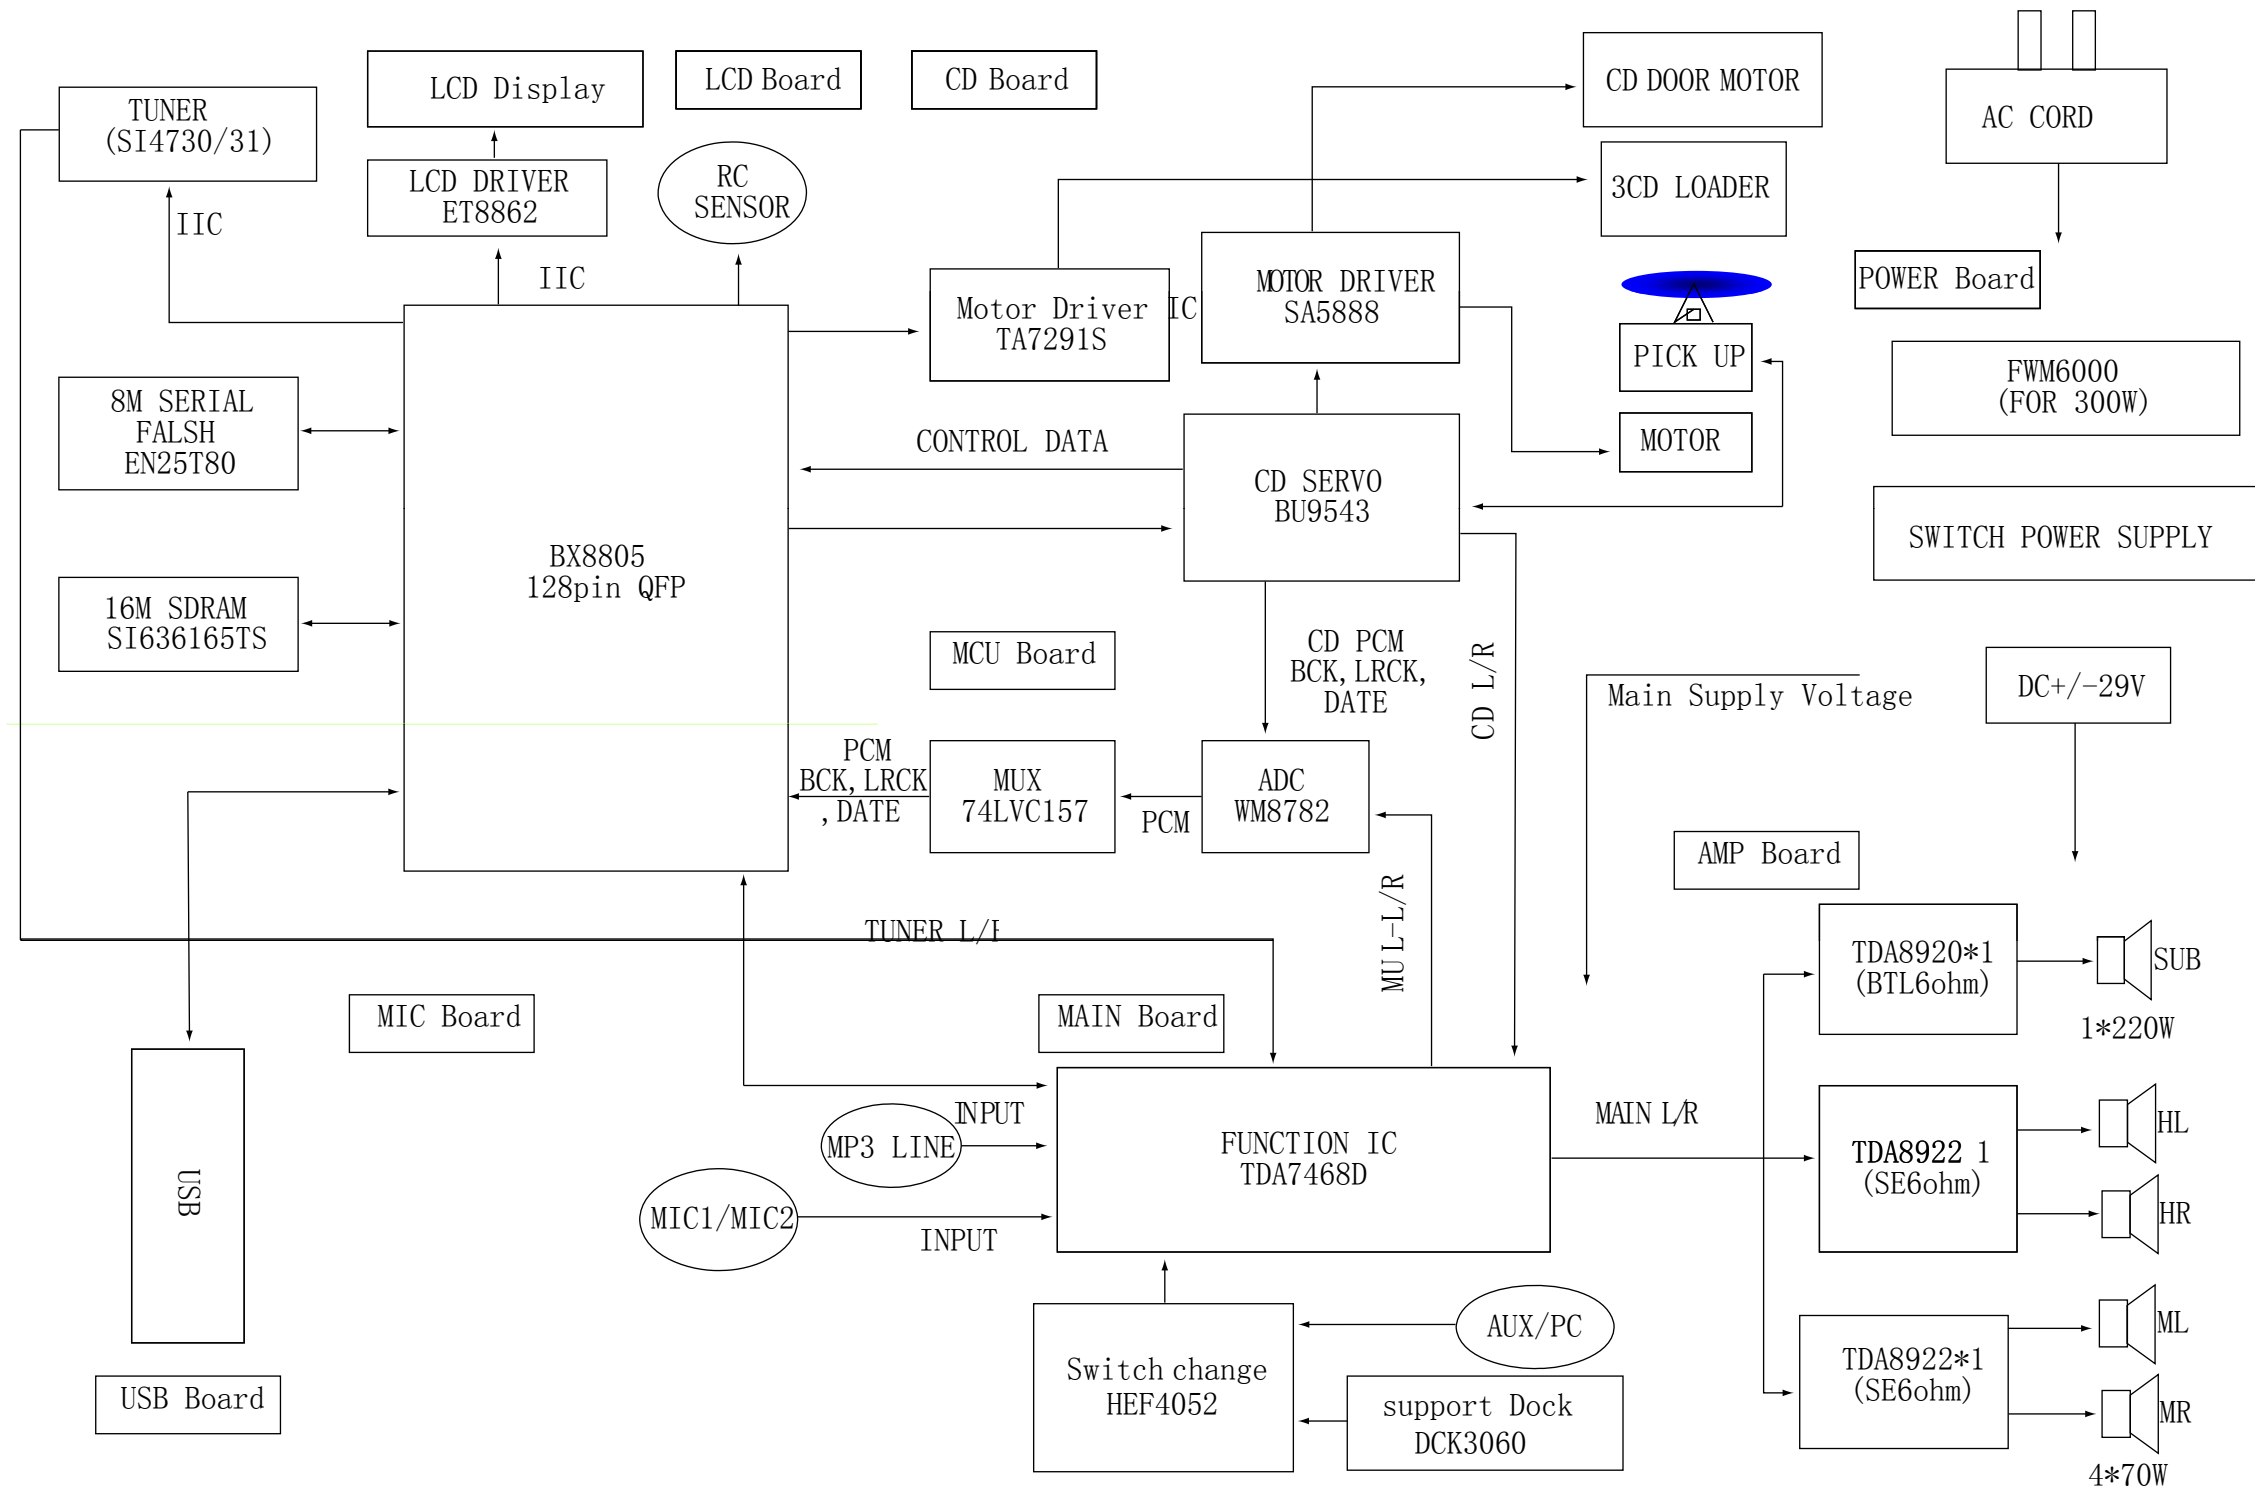 TUNER
(SI4730/31)
LCD Display
LCD Board
CD Board
CD DOOR MOTOR
AC CORD
LCD DRIVER
ET8862
RC
SENSOR
3CD LOADER
IIC
IIC
Motor Driver IC
TA7291S
MOTOR DRIVER
SA5888
POWER Board
PICK UP
FWM6000
(FOR 300W)
8M SERIAL
FALSH
EN25T80
CONTROL DATA
MOTOR
CD SERVO
BU9543
SWITCH POWER SUPPLY
BX8805
128pin QFP
16M SDRAM
SI636165TS
MCU Board
CD PCM
BCK,LRCK,
DATE
CD L/R
Main Supply Voltage
DC+/-29V
PCM
BCK,LRCK
,DATE
MUX
74LVC157
PCM
ADC
WM8782
AMP Board
TUNER L/
MU L-L/R
TDA8920*1
(BTL6ohm)
SUB
1*220W
MIC Board
MAIN Board
INPUT
MP3 LINE
MAIN L/R
FUNCTION IC
TDA7468D
TDA8922 1
(SE6ohm)
HL
HR
USB
MIC1/MIC2
INPUT
AUX/PC
Switch change
HEF4052
support Dock
DCK3060
TDA8922*1
(SE6ohm)
ML
MR
4*70W
USB Board